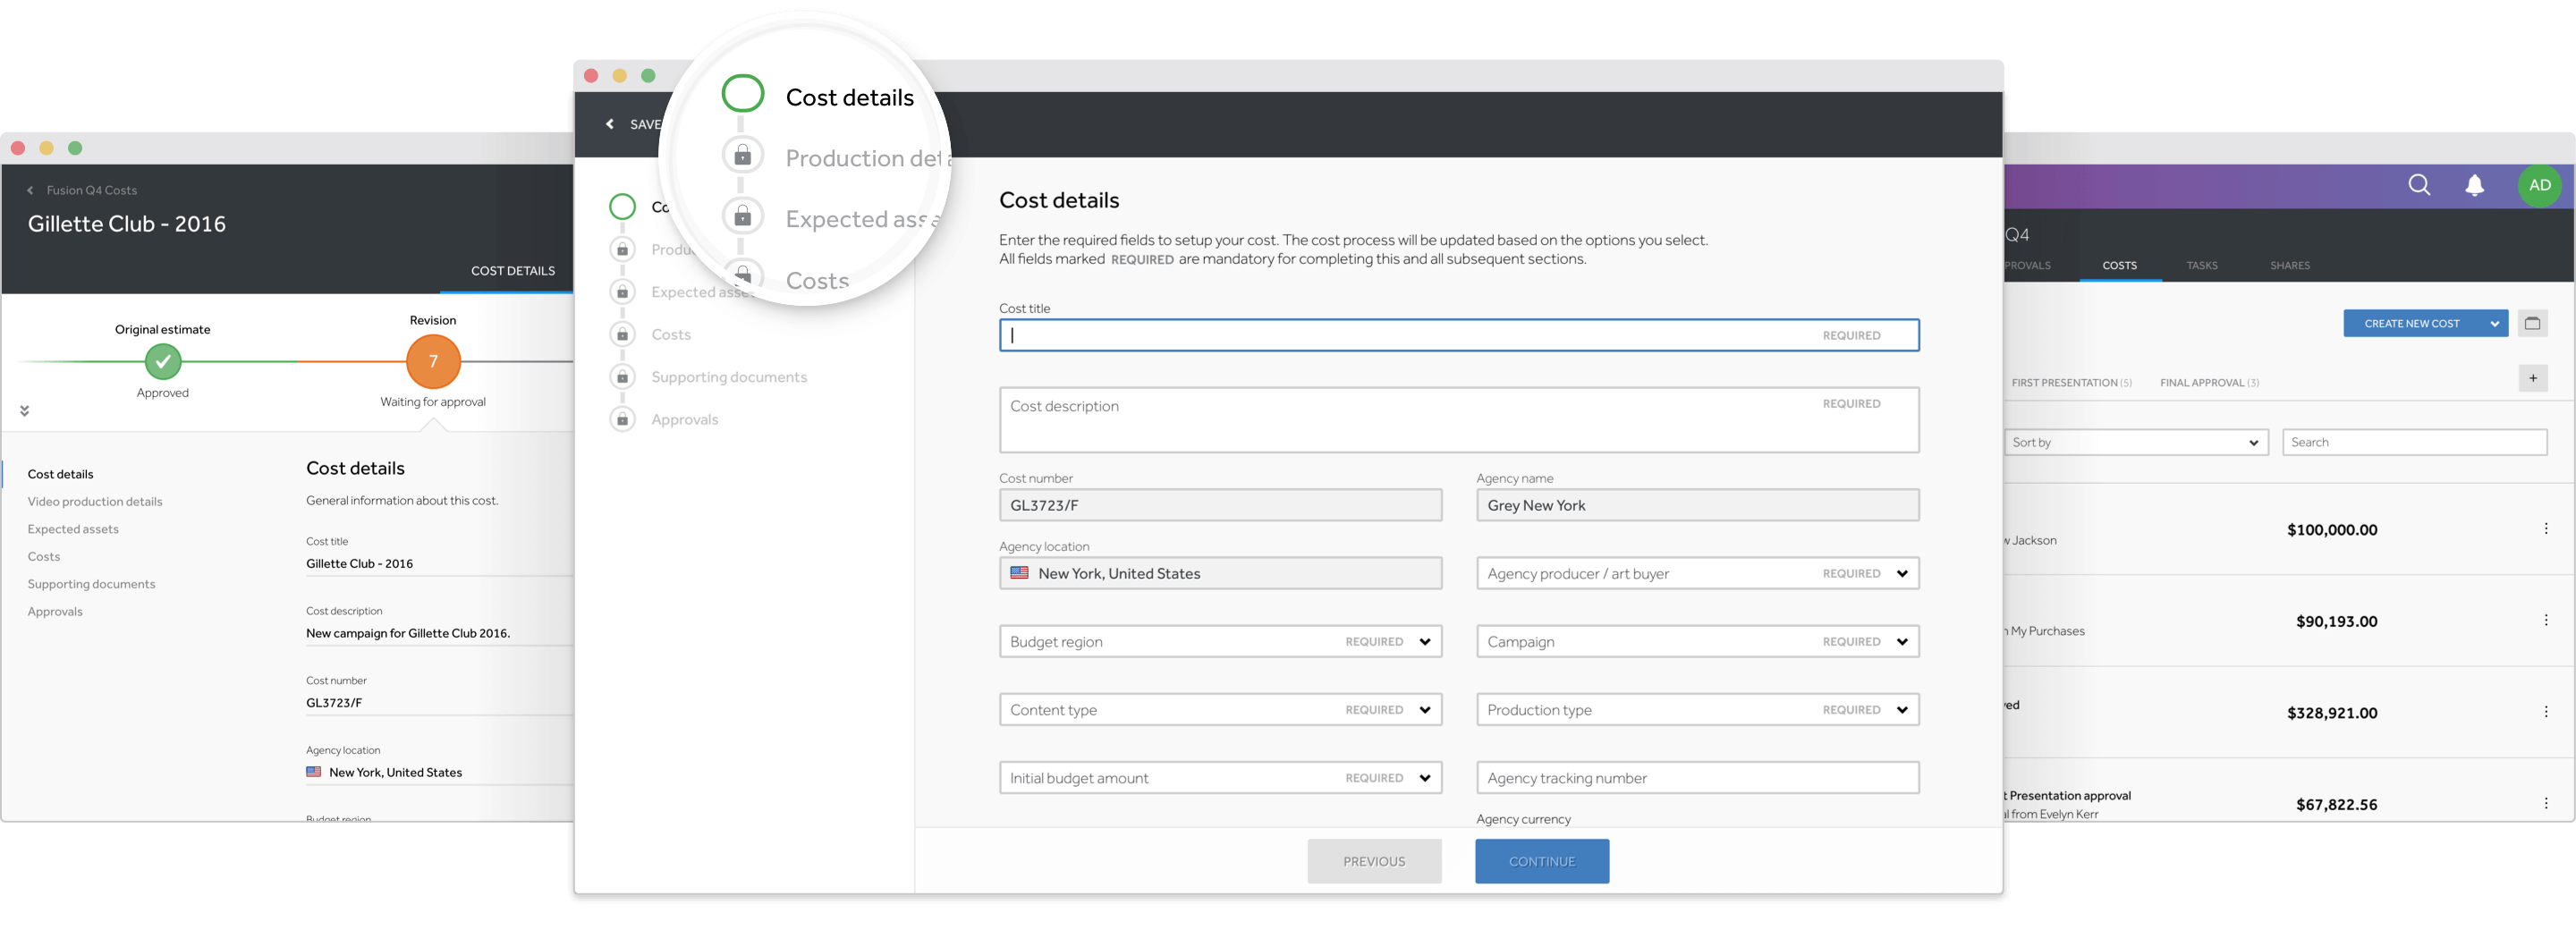 Fusion Q4 Costs
Gillette Club - 2016
COST DETAILS
Original estimate
Approved
Revision
7
Waiting for approval
Cost details
Video production details
Expected assets
Costs
Supporting documents
Approvals
Cost details
General information about this cost.
Cost title
Gillette Club - 2016
Cost description
New campaign for Gillette Club 2016.
Cost number
GL3723/F
Agency location
New York, United States
Budget region
SAVE
Cost details
Production deta
Expected asse
Costs
Co
Produc
Expected asse
Costs
Supporting documents
Approvals
Cost details
Enter the required fields to setup your cost. The cost process will be updated based on the options you select.
All fields marked REQUIRED are mandatory for completing this and all subsequent sections.
Cost title
REQUIRED
Cost description REQUIRED
Cost number
GL3723/F
Agency name
Grey New York
Agency location
New York, United States
Agency producer / art buyer REQUIRED
Budget region REQUIRED
Campaign REQUIRED
Content type REQUIRED
Production type REQUIRED
Initial budget amount REQUIRED
Agency tracking number
Agency currency
PREVIOUS
CONTINUE
AD
Q4
PROVALS
COSTS
TASKS
SHARES
CREATE NEW COST
FIRST PRESENTATION (5)
FINAL APPROVAL (3)
+
Sort by
Search
w Jackson
$100,000.00
n My Purchases
$90,193.00
ved
$328,921.00
t Presentation approval
al from Evelyn Kerr
$67,822.56